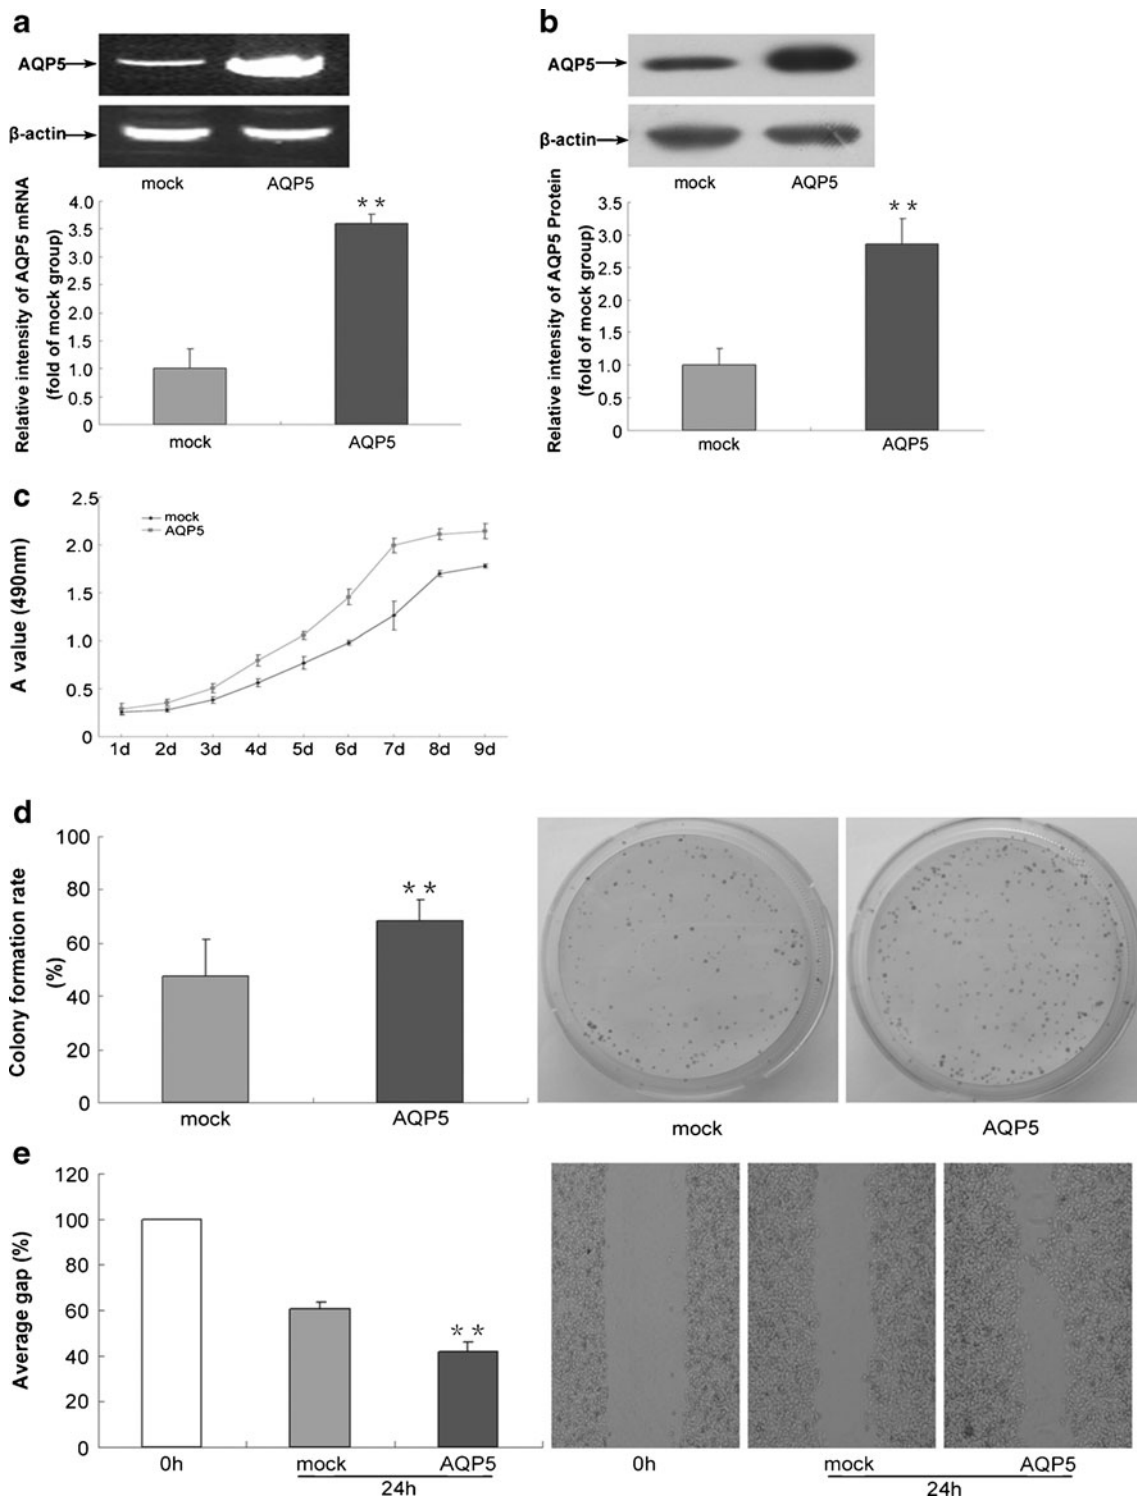 a
AQP5
β-actin
mock AQP5
Relative intensity of AQP5 mRNA
(fold of mock group)
4.0
3.5
3.0
2.5
2.0
1.5
1.0
0.5
0
**
mock AQP5
b
AQP5
β-actin
mock AQP5
Relative intensity of AQP5 Protein
(fold of mock group)
3.5
3.0
2.5
2.0
1.5
1.0
0.5
0
**
mock AQP5
c
A value (490nm)
2.5
2.0
1.5
1.0
0.5
0
mock
AQP5
1d 2d 3d 4d 5d 6d 7d 8d 9d
d
Colony formation rate
(%)
100
80
60
40
20
0
**
mock AQP5
mock AQP5
e
Average gap (%)
120
100
80
60
40
20
0
**
0h mock AQP5
24h
0h mock AQP5
24h